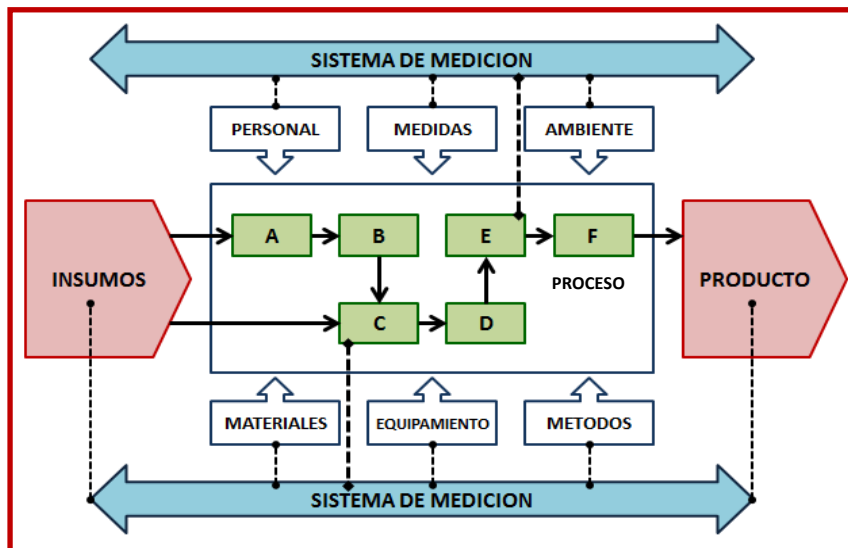 SISTEMA DE MEDICION
PERSONAL
MEDIDAS
AMBIENTE
A
B
E
F
INSUMOS
PROCESO
PRODUCTO
C
D
MATERIALES
EQUIPAMIENTO
METODOS
SISTEMA DE MEDICION